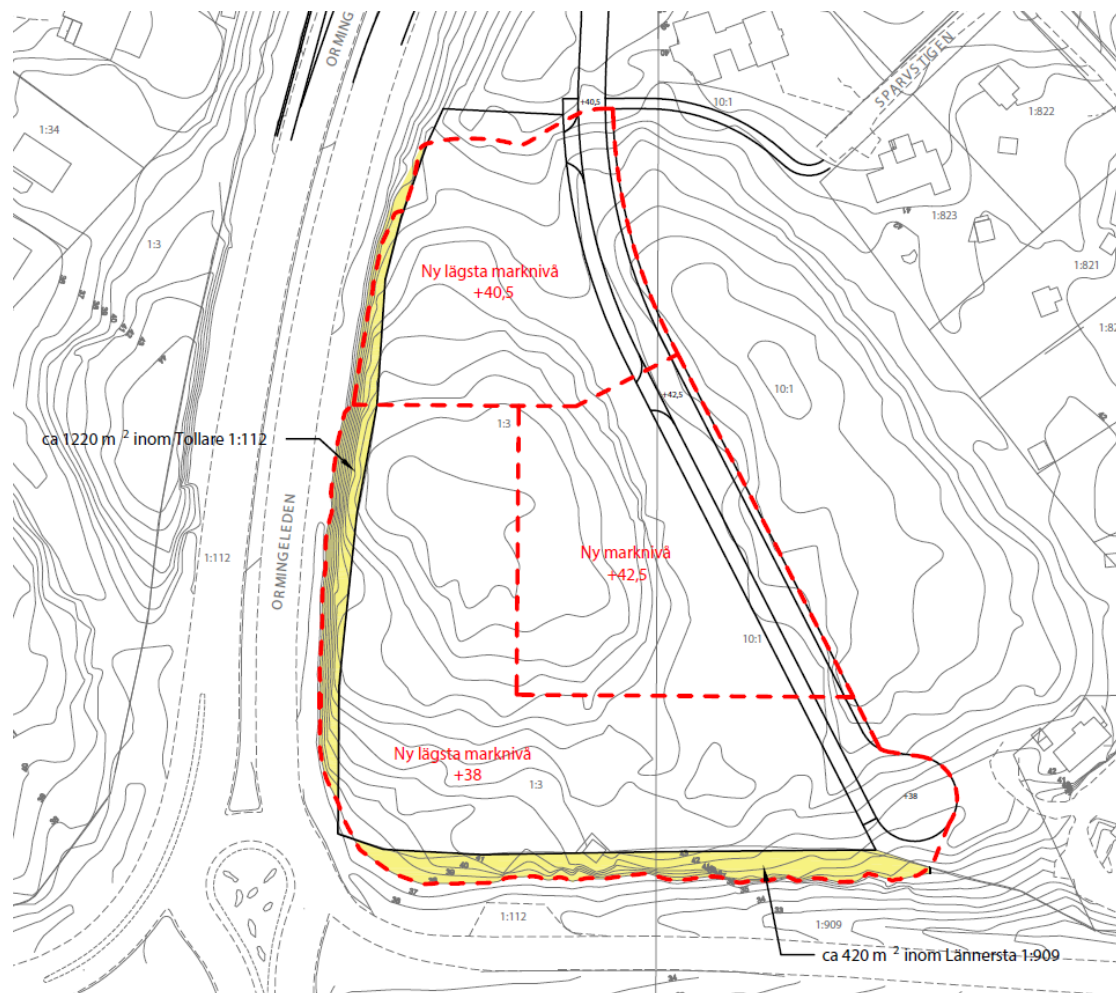 ORMING
SPARVSTIGEN
1:34
+40,5
10:1
1:822
1:823
1:821
1:3
Ny lägsta marknivå
+40,5
10:1
+42,5
1:3
ca 1220 m 2 inom Tollare 1:112
ORMINGELEDEN
1:112
Ny marknivå
+42,5
10:1
Ny lägsta marknivå
+38
1:3
+38
1:112
1:909
ca 420 m 2 inom Lännersta 1:909